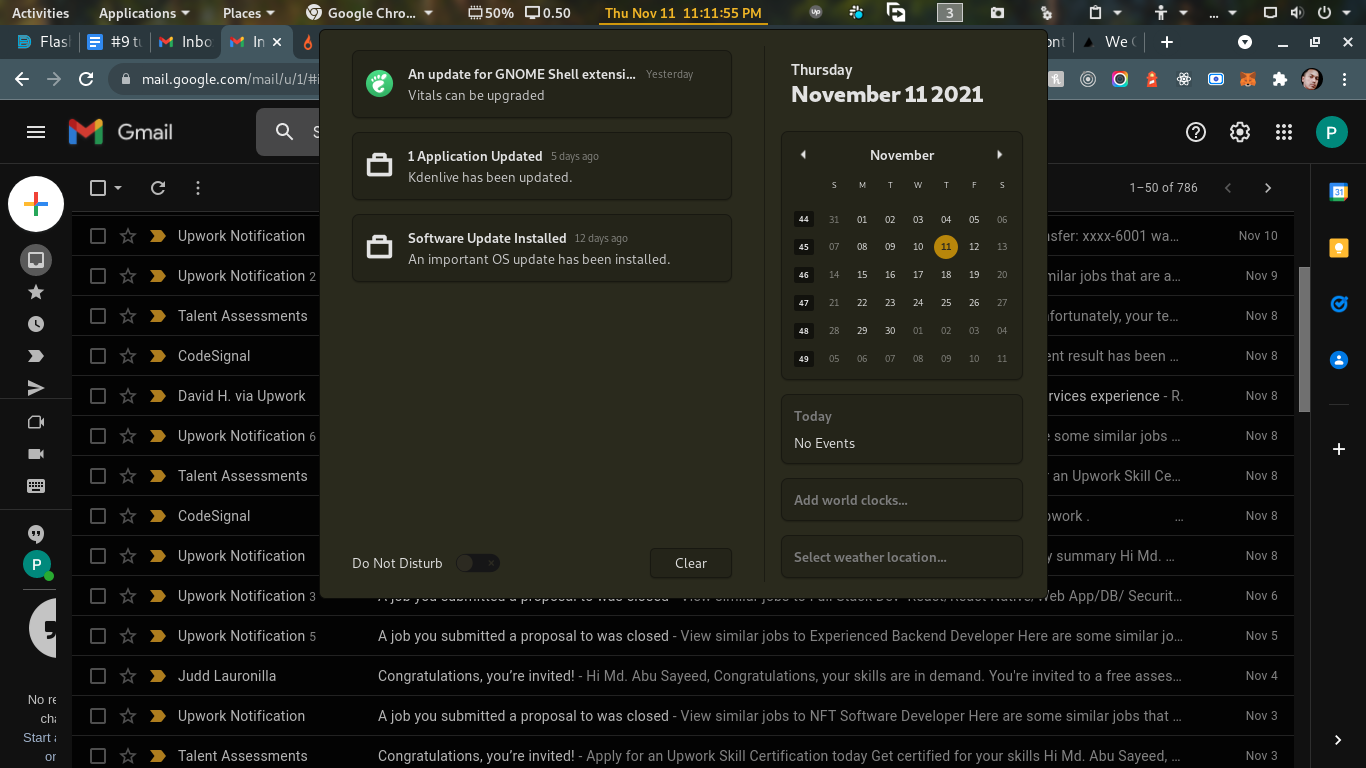 Activities Applications Places Google Chro... 50% 0.50 Thu Nov 11 11:11:55 PM up 3 ...
Flas #9 tu Inbo In We
mail.google.com/mail/u/1/#i
Gmail
P
1–50 of 786
31
An update for GNOME Shell extensi... Yesterday
Vitals can be upgraded
1 Application Updated 5 days ago
Kdenlive has been updated.
Software Update Installed 12 days ago
An important OS update has been installed.
Do Not Disturb
Clear
Thursday
November 11 2021
November
S M T W T F S
44 31 01 02 03 04 05 06
45 07 08 09 10 11 12 13
46 14 15 16 17 18 19 20
47 21 22 23 24 25 26 27
48 28 29 30 01 02 03 04
49 05 06 07 08 09 10 11
Today
No Events
Add world clocks...
Select weather location...
Upwork Notification nsfer: xxxx-6001 wa... Nov 10
Upwork Notification 2 milar jobs that are a... Nov 9
Talent Assessments fortunately, your te... Nov 8
CodeSignal ent result has been ... Nov 8
David H. via Upwork rvices experience - R. Nov 8
Upwork Notification 6 e some similar jobs ... Nov 8
Talent Assessments r an Upwork Skill Ce... Nov 8
CodeSignal pwork . ... Nov 8
Upwork Notification y summary Hi Md. ... Nov 8
Upwork Notification 3 A job you submitted a proposal to was closed - View similar jobs to Full Stack Dev- React/React Native/ Web App/DB/ Securit... Nov 6
Upwork Notification 5 A job you submitted a proposal to was closed - View similar jobs to Experienced Backend Developer Here are some similar jo... Nov 5
Judd Lauronilla Congratulations, you're invited! - Hi Md. Abu Sayeed, Congratulations, your skills are in demand. You're invited to a free asses... Nov 4
Upwork Notification A job you submitted a proposal to was closed - View similar jobs to NFT Software Developer Here are some similar jobs that ... Nov 3
Talent Assessments Congratulations, you're invited! - Apply for an Upwork Skill Certification today Get certified for your skills Hi Md. Abu Sayeed, ... Nov 3
P
No re
cha
Start a
or